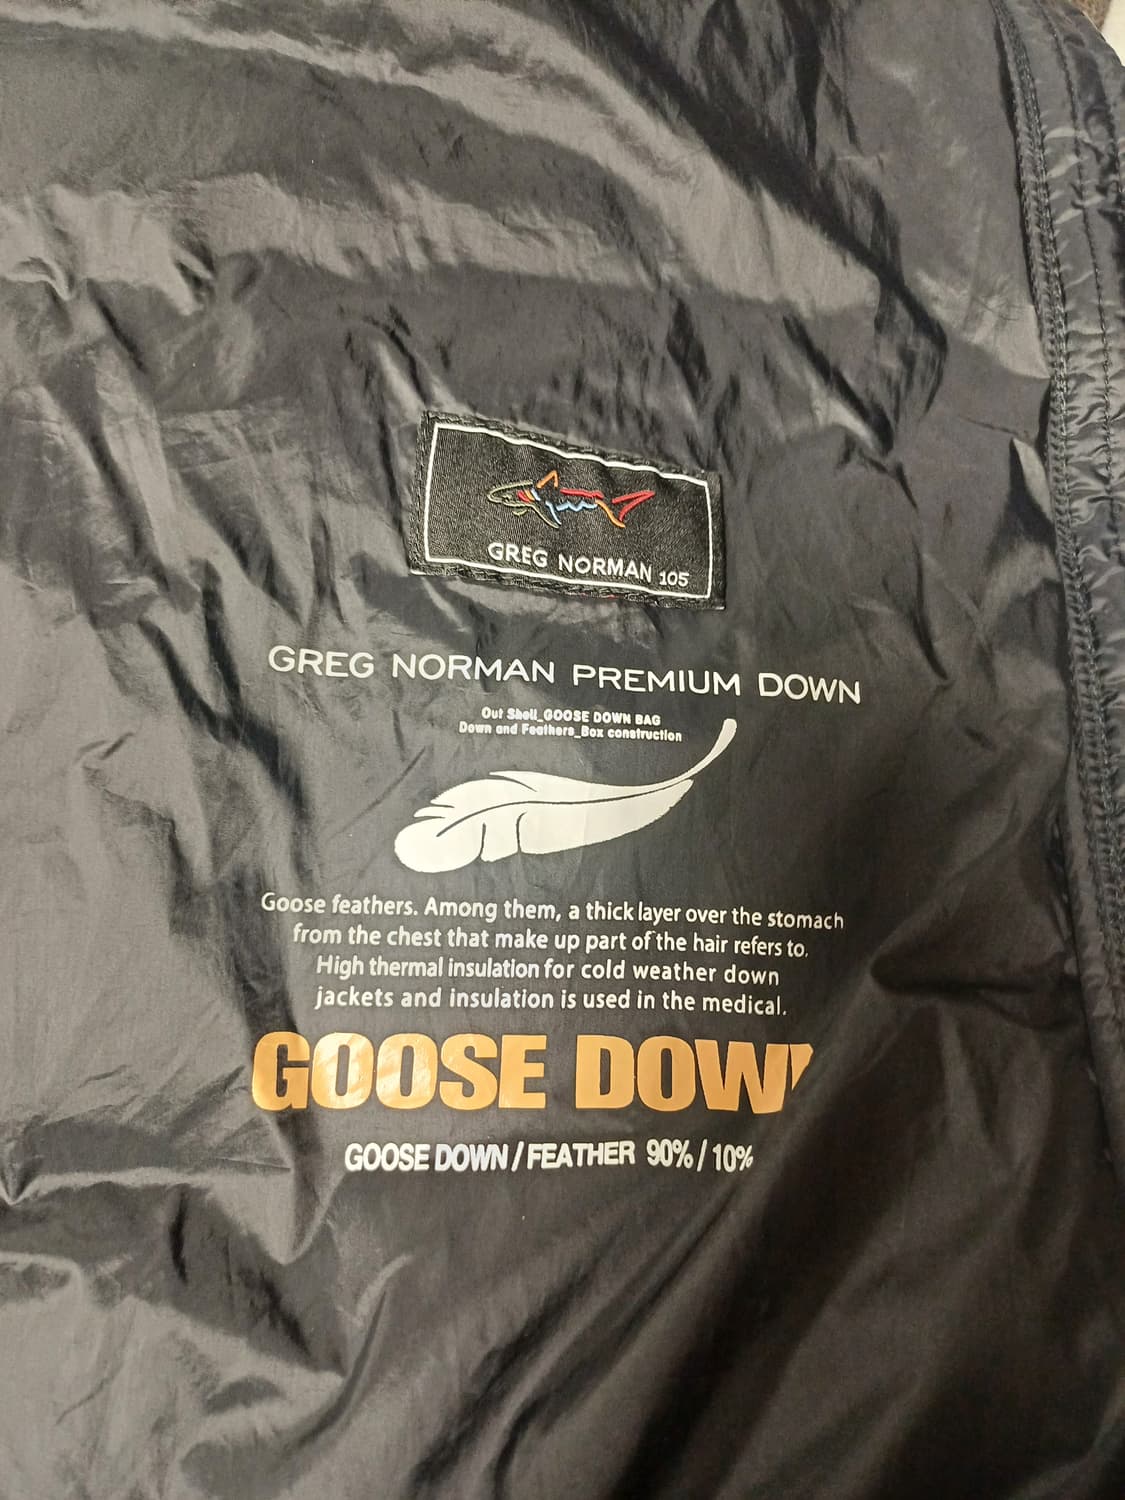 GREG NORMAN 105
GREG NORMAN PREMIUM DOWN
Out Shell_GOOSE DOWN BAG
Down and Feathers_Box construction
Goose feathers. Among them, a thick layer over the stomach
from the chest that make up part of the hair refers to.
High thermal insulation for cold weather down
jackets and insulation is used in the medical.
GOOSE DOW
GOOSE DOWN / FEATHER 90% / 10%